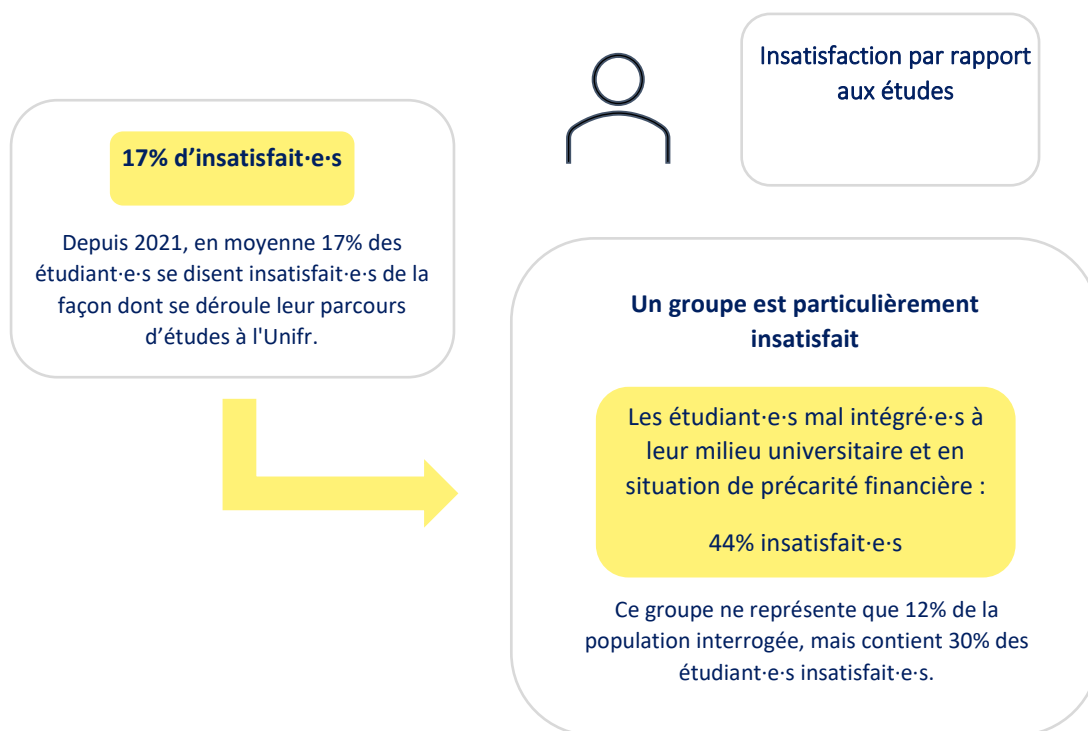 Insatisfaction par rapport
aux études
17% d’insatisfait·e·s
Depuis 2021, en moyenne 17% des
étudiant·e·s se disent insatisfait·e·s de la
façon dont se déroule leur parcours
d’études à l'Unifr.
Un groupe est particulièrement
insatisfait
Les étudiant·e·s mal intégré·e·s à
leur milieu universitaire et en
situation de précarité financière :
44% insatisfait·e·s
Ce groupe ne représente que 12% de la
population interrogée, mais contient 30% des
étudiant·e·s insatisfait·e·s.